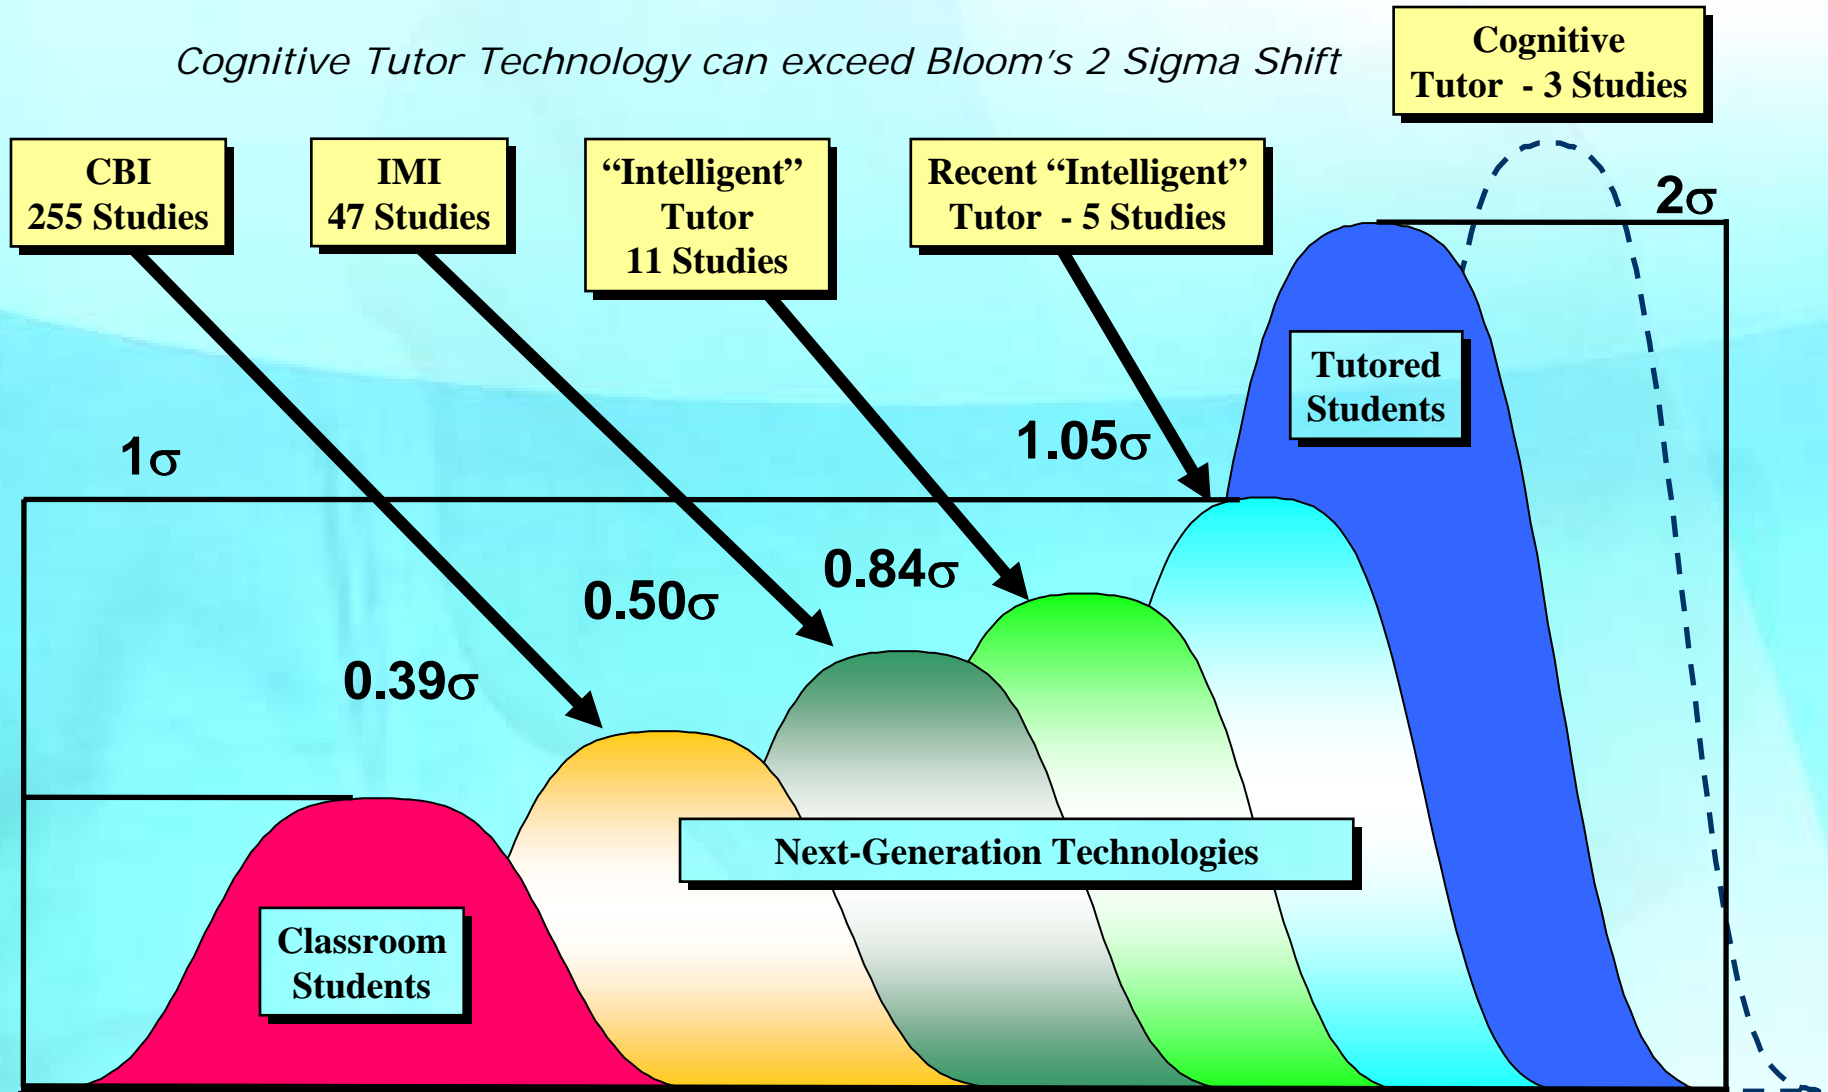 Cognitive Tutor Technology can exceed Bloom's 2 Sigma Shift
Cognitive
Tutor - 3 Studies
CBI
255 Studies
IMI
47 Studies
“Intelligent”
Tutor
11 Studies
Recent “Intelligent”
Tutor - 5 Studies
2σ
Tutored
Students
1.05σ
1σ
0.84σ
0.50σ
0.39σ
Next-Generation Technologies
Classroom
Students